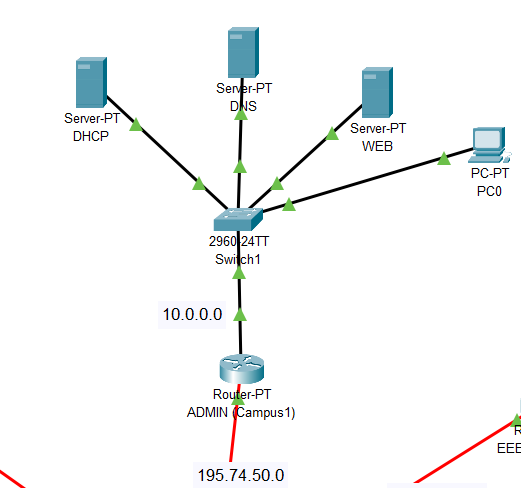 Server-PT
DNS
Server-PT
DHCP
Server-PT
WEB
PC-PT
PC0
2960-24TT
Switch1
10.0.0.0
Router-PT
ADMIN (Campus1)
R
EEE
195.74.50.0